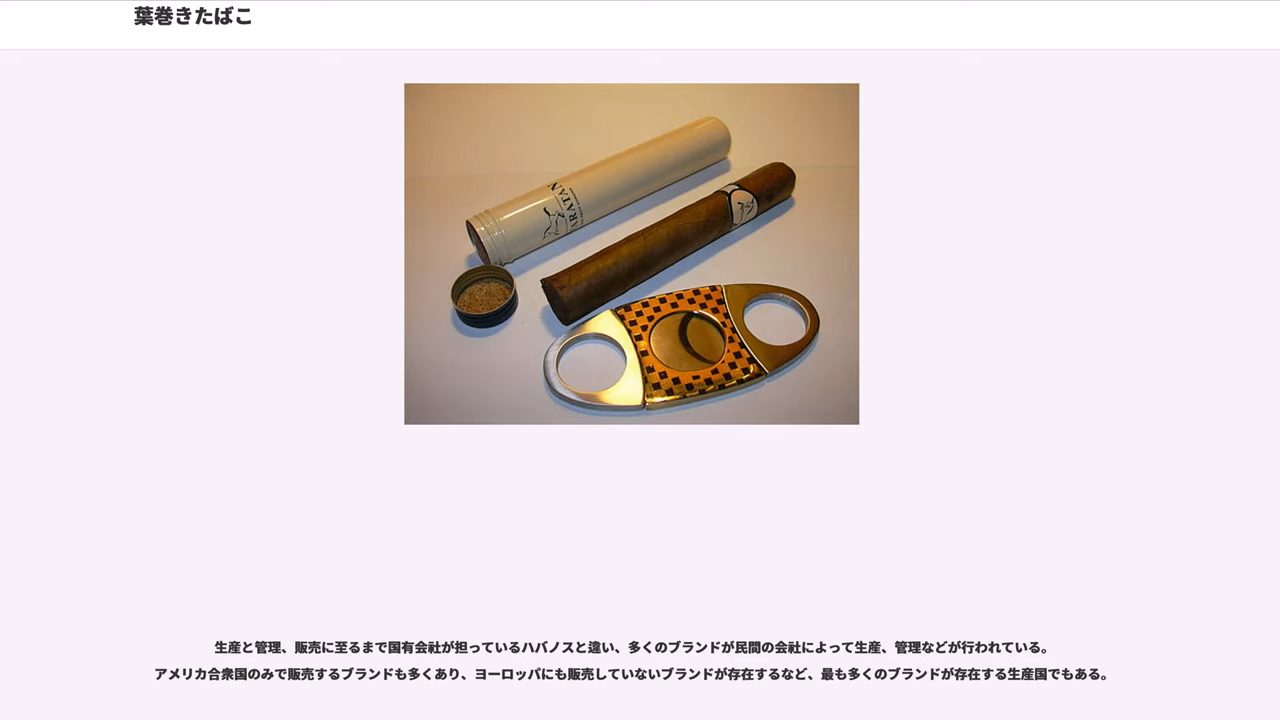 葉巻きたばこ
生産と管理、販売に至るまで国有会社が担っているハバノスと違い、多くのブランドが民間の会社によって生産、管理などが行われている。
アメリカ合衆国のみで販売するブランドも多くあり、ヨーロッパにも販売していないブランドが存在するなど、最も多くのブランドが存在する生産国でもある。